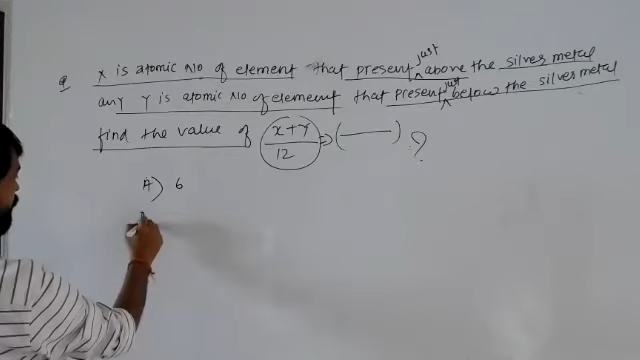 Q x is atomic No of element that present just above the silver metal
any y is atomic No of element that present just below the silver metal
find the value of x+y/12 => ( — ) ?
A) 6